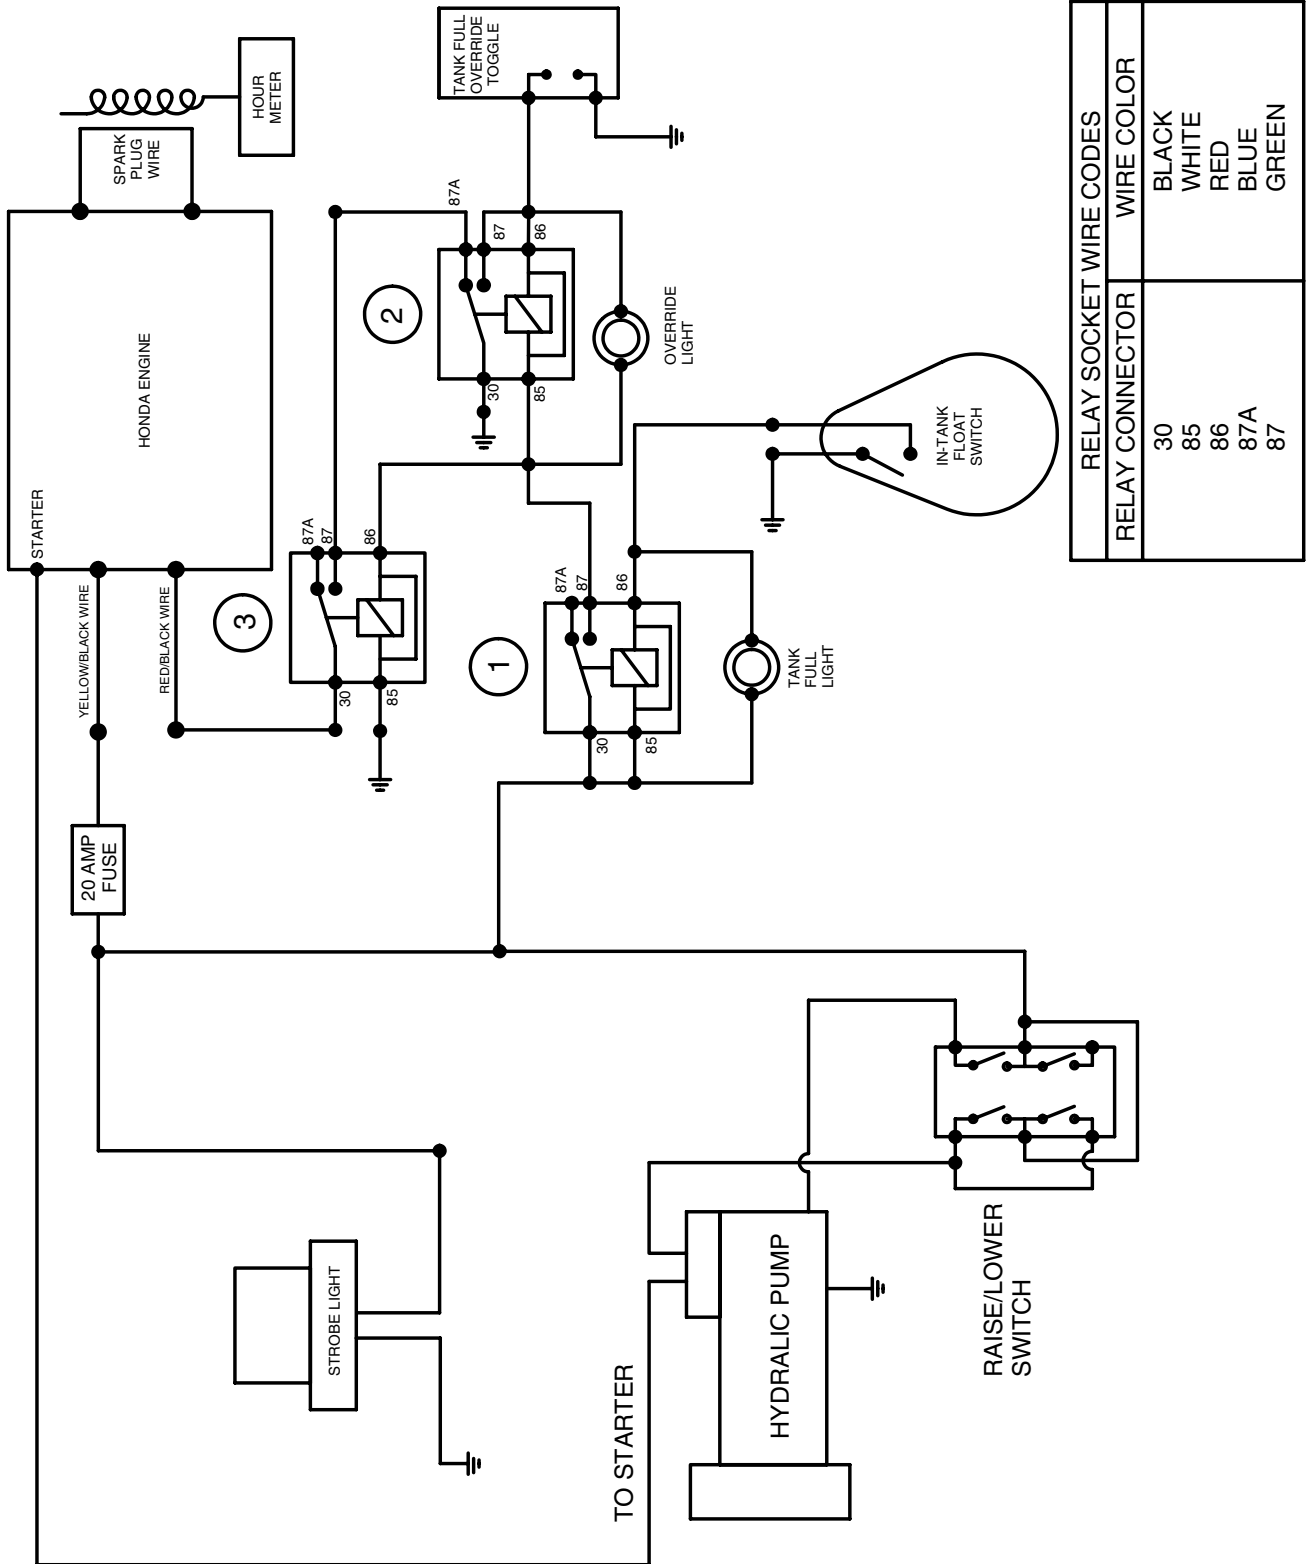 TO STARTER
HYDRALIC PUMP
RAISE/LOWER
SWITCH
STROBE LIGHT
20 AMP
FUSE
YELLOW/BLACK WIRE
RED/BLACK WIRE
STARTER
HONDA ENGINE
SPARK
PLUG
WIRE
HOUR
METER
3
30
85
87A
87
86
1
30
85
87A
87
86
TANK
FULL
LIGHT
2
30
85
87A
87
86
OVERRIDE
LIGHT
TANK FULL
OVERRIDE
TOGGLE
IN-TANK
FLOAT
SWITCH
RELAY SOCKET WIRE CODES
RELAY CONNECTOR WIRE COLOR
30 BLACK
85 WHITE
86 RED
87A BLUE
87 GREEN